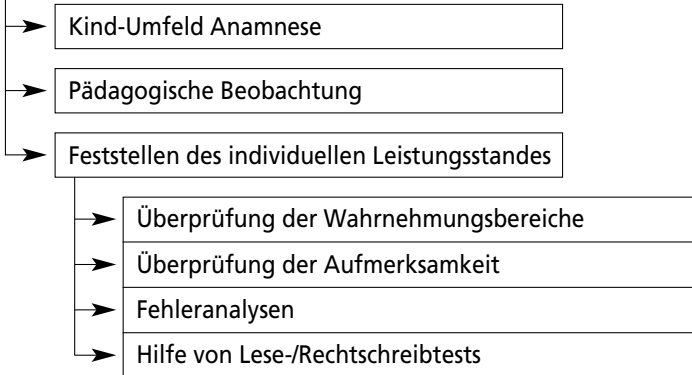 Kind-Umfeld Anamnese
Pädagogische Beobachtung
Feststellen des individuellen Leistungsstandes
Überprüfung der Wahrnehmungsbereiche
Überprüfung der Aufmerksamkeit
Fehleranalysen
Hilfe von Lese-/Rechtschreibtests